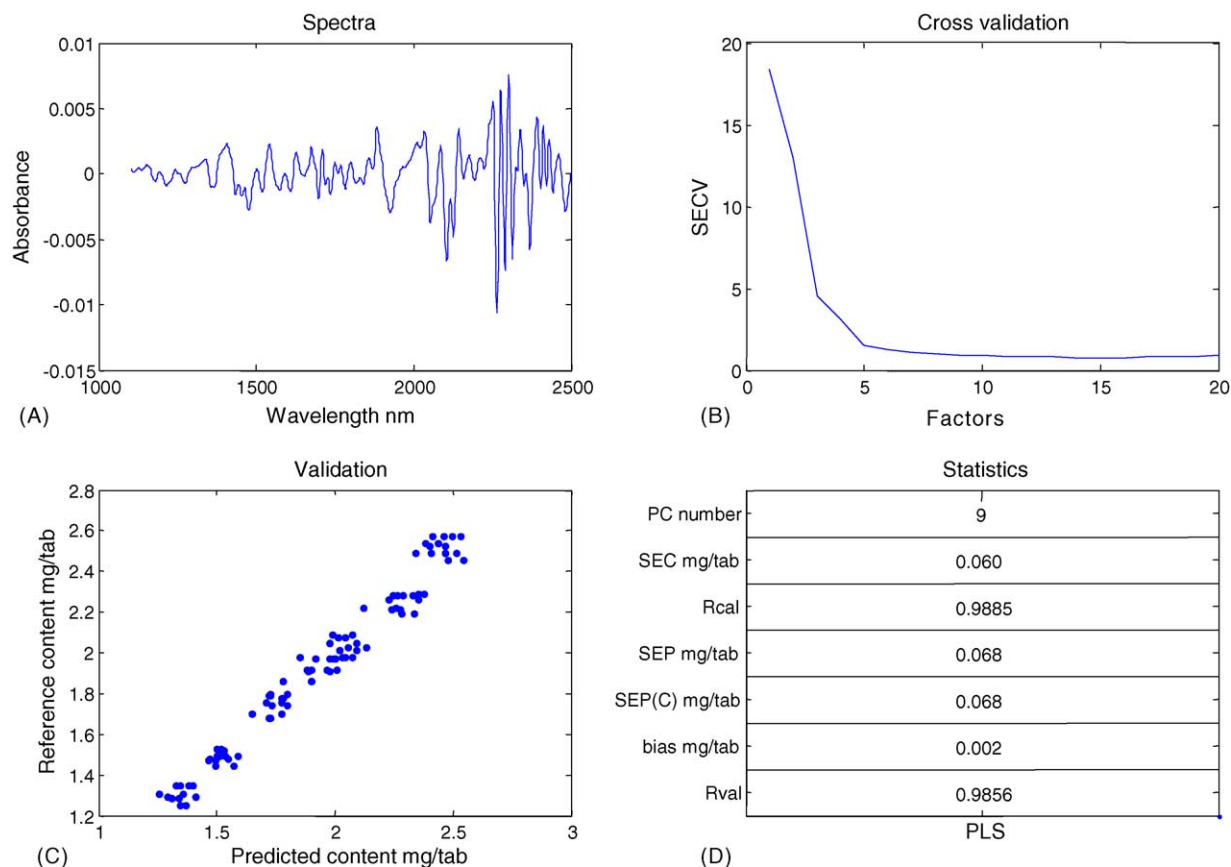 Spectra
0.01
0.005
0
-0.005
-0.01
-0.015
Absorbance
1000 1500 2000 2500
Wavelength nm
(A)
Cross validation
20
15
10
5
0
SECV
0 5 10 15 20
Factors
(B)
Validation
2.8
2.6
2.4
2.2
2
1.8
1.6
1.4
1.2
Reference content mg/tab
1 1.5 2 2.5 3
Predicted content mg/tab
(C)
Statistics
PC number 9
SEC mg/tab 0.060
Rcal 0.9885
SEP mg/tab 0.068
SEP(C) mg/tab 0.068
bias mg/tab 0.002
Rval 0.9856
PLS
(D)